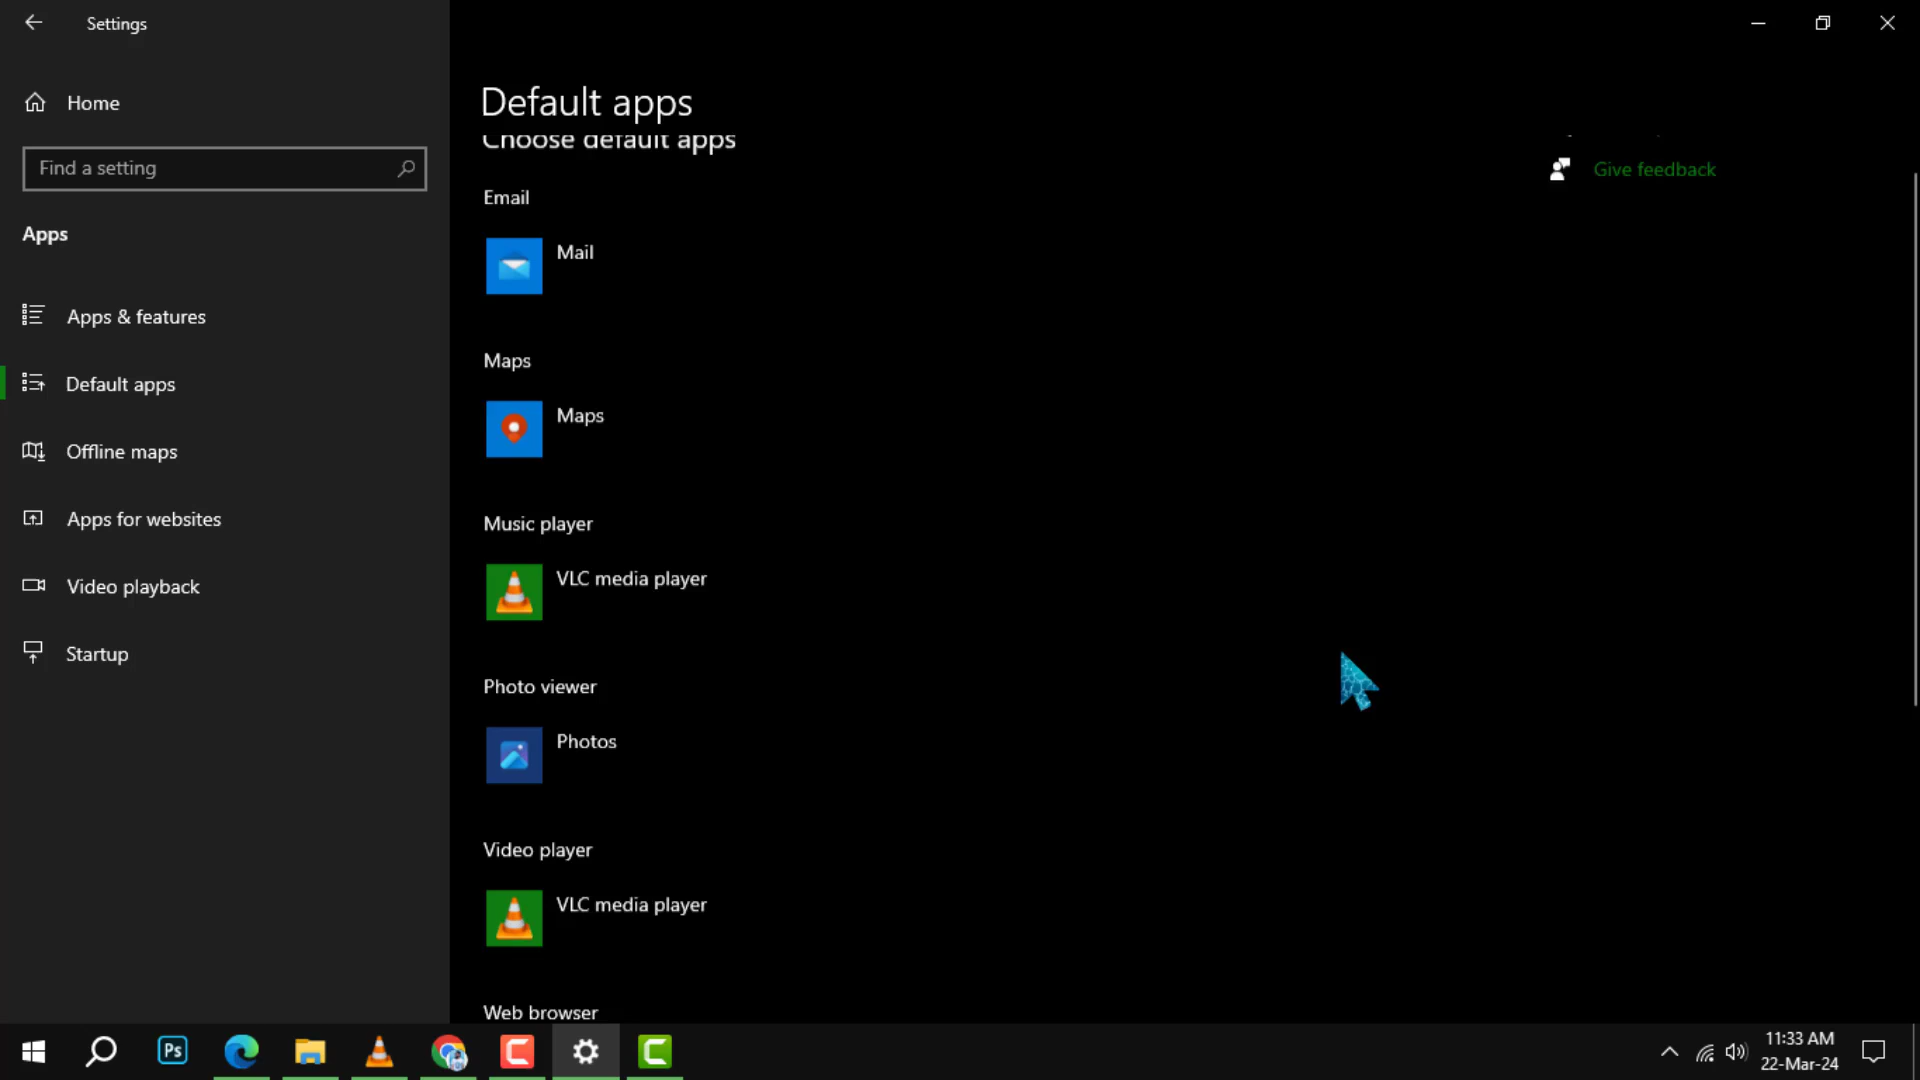 Settings
Home
Find a setting
Apps
Apps & features
Default apps
Offline maps
Apps for websites
Video playback
Startup
Default apps
Choose default apps
Give feedback
Email
Mail
Maps
Maps
Music player
VLC media player
Photo viewer
Photos
Video player
VLC media player
Web browser
Ps
11:33 AM
22-Mar-24